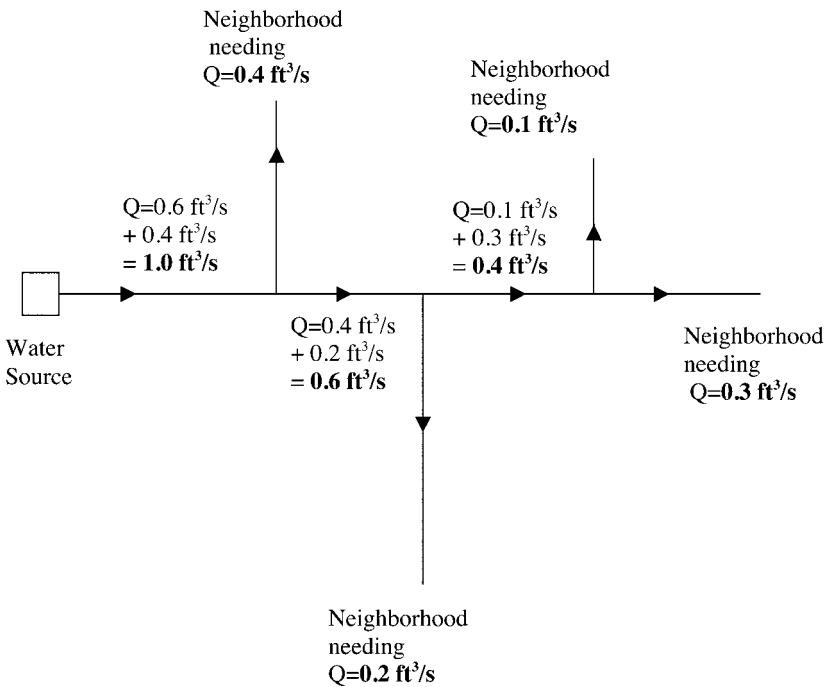 Neighborhood
needing
Q=0.4 ft³/s
Neighborhood
needing
Q=0.1 ft³/s
Q=0.6 ft³/s
+ 0.4 ft³/s
= 1.0 ft³/s
Q=0.1 ft³/s
+ 0.3 ft³/s
= 0.4 ft³/s
Water
Source
Q=0.4 ft³/s
+ 0.2 ft³/s
= 0.6 ft³/s
Neighborhood
needing
Q=0.3 ft³/s
Neighborhood
needing
Q=0.2 ft³/s